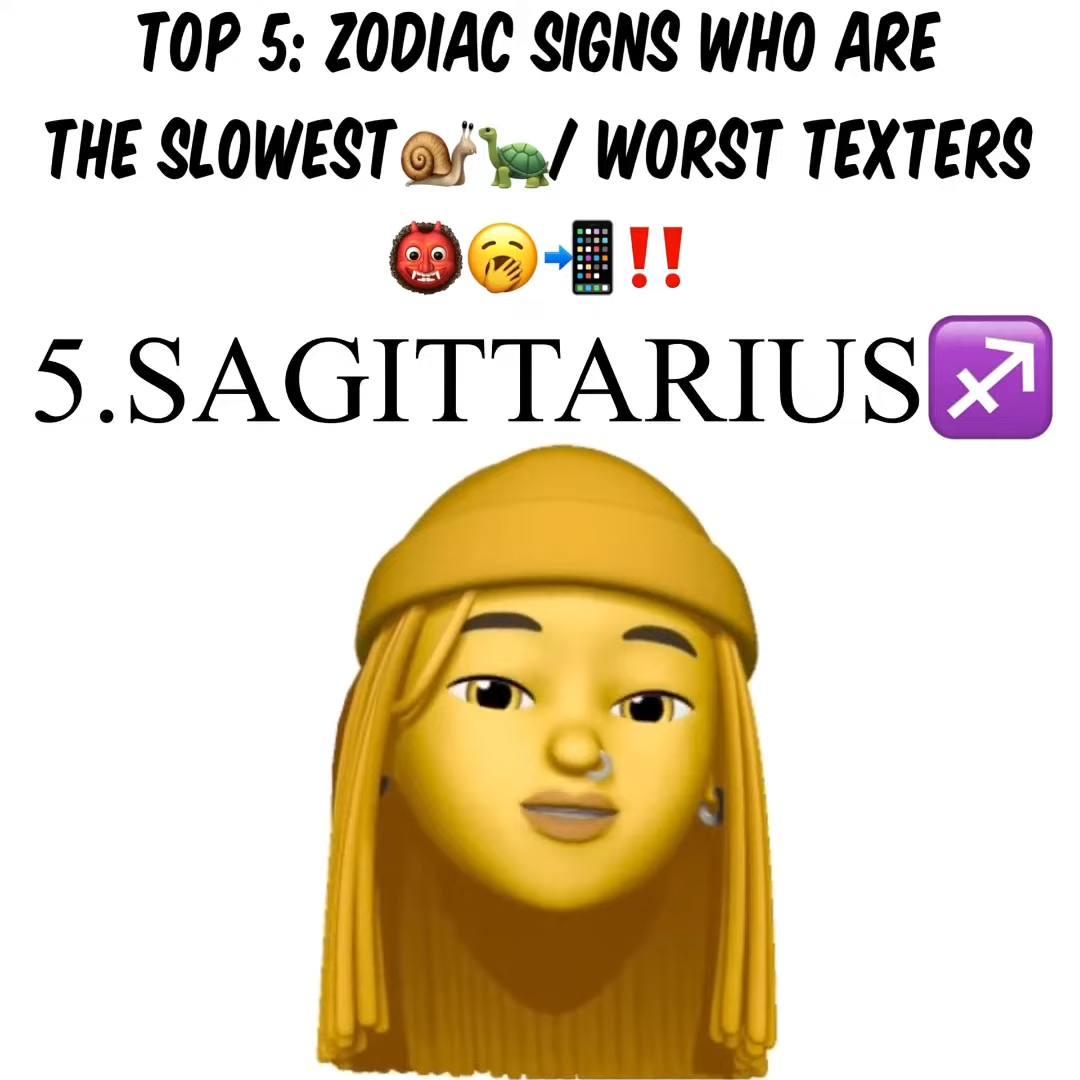 TOP 5: ZODIAC SIGNS WHO ARE
THE SLOWEST🐌🐢/ WORST TEXTERS
👹🥱📲‼️
5.SAGITTARIUS♐